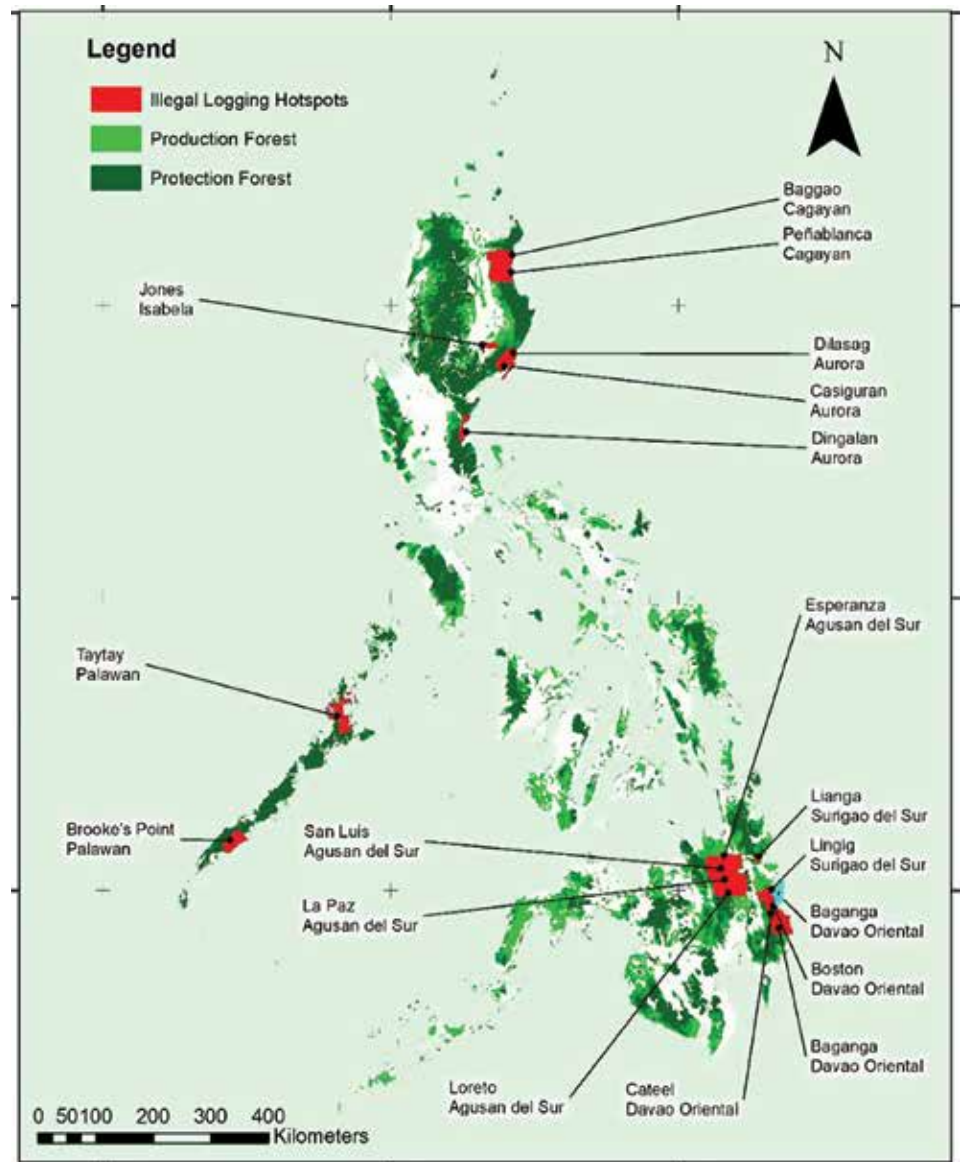 Legend
Illegal Logging Hotspots
Production Forest
Protection Forest
N
Baggao
Cagayan
Peñablanca
Cagayan
Jones
Isabela
Dilasag
Aurora
Casiguran
Aurora
Dingalan
Aurora
Esperanza
Agusan del Sur
Taytay
Palawan
Lianga
Surigao del Sur
Brooke's Point
Palawan
San Luis
Agusan del Sur
Lingig
Surigao del Sur
La Paz
Agusan del Sur
Baganga
Davao Oriental
Boston
Davao Oriental
Baganga
Davao Oriental
Loreto
Agusan del Sur
Cateel
Davao Oriental
0 50 100 200 300 400
Kilometers